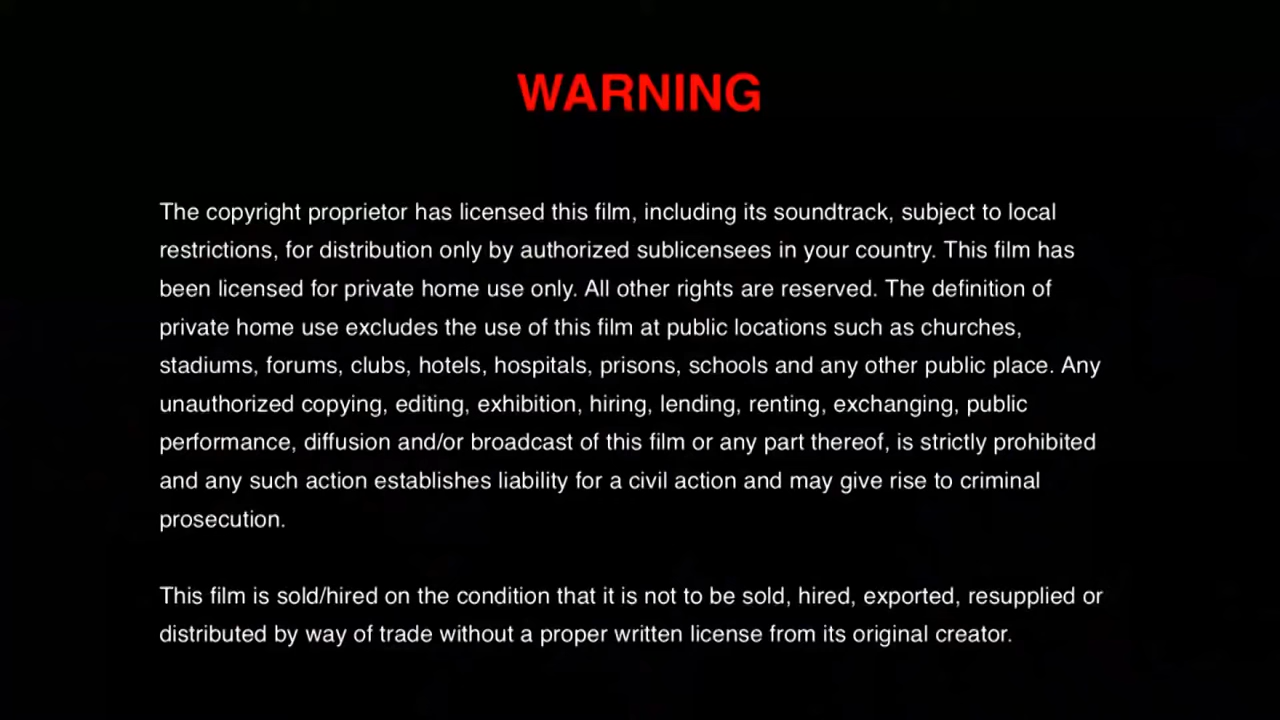 WARNING
The copyright proprietor has licensed this film, including its soundtrack, subject to local
restrictions, for distribution only by authorized sublicensees in your country. This film has
been licensed for private home use only. All other rights are reserved. The definition of
private home use excludes the use of this film at public locations such as churches,
stadiums, forums, clubs, hotels, hospitals, prisons, schools and any other public place. Any
unauthorized copying, editing, exhibition, hiring, lending, renting, exchanging, public
performance, diffusion and/or broadcast of this film or any part thereof, is strictly prohibited
and any such action establishes liability for a civil action and may give rise to criminal
prosecution.
This film is sold/hired on the condition that it is not to be sold, hired, exported, resupplied or
distributed by way of trade without a proper written license from its original creator.